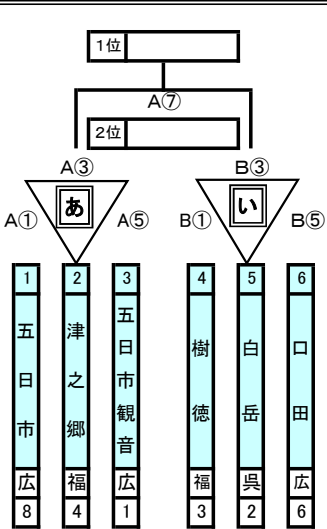 1位
A⑦
2位
A③ B③
あ い
A① A⑤ B① B⑤
1 2 3 4 5 6
五日市 津之郷 五日市観音 樹徳 白岳 口田
広 福 広 福 呉 広
8 4 1 3 2 6